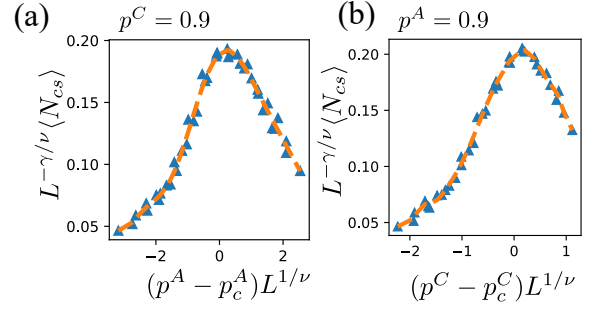 (a)
p^C = 0.9
L^{-γ/ν}⟨N_{cs}⟩
0.20
0.15
0.10
0.05
−2
0
2
(p^A − p_c^A)L^{1/ν}
(b)
p^A = 0.9
L^{-γ/ν}⟨N_{cs}⟩
0.20
0.15
0.10
0.05
−2
−1
0
1
(p^C − p_c^C)L^{1/ν}